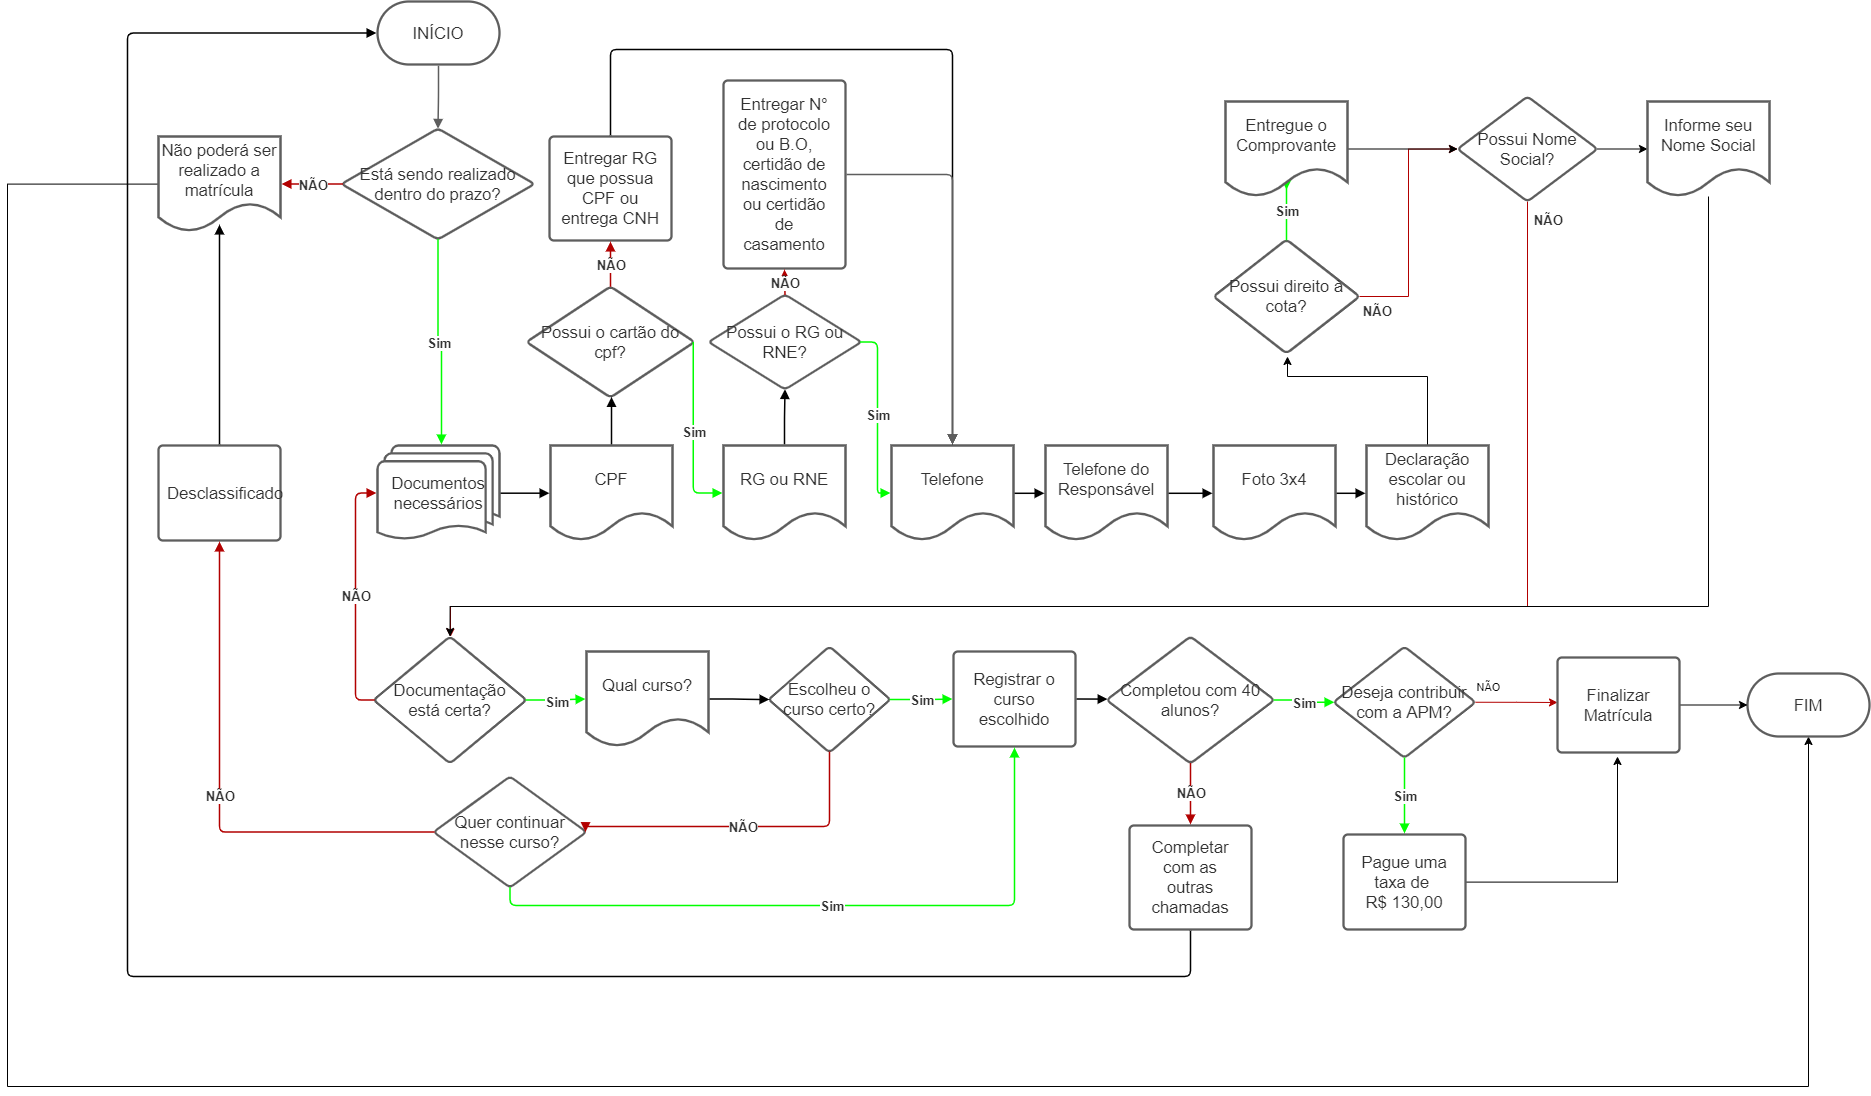 INÍCIO
Não poderá ser
realizado a
matrícula
NÃO
Está sendo realizado
dentro do prazo?
Sim
Entregar RG
que possua
CPF ou
entrega CNH
NÃO
Possui o cartão do
cpf?
Sim
Entregar N°
de protocolo
ou B.O,
certidão de
nascimento
ou certidão
de
casamento
NÃO
Possui o RG ou
RNE?
Sim
Entregue o
Comprovante
Sim
Possui direito a
cota?
NÃO
Possui Nome
Social?
NÃO
Informe seu
Nome Social
Desclassificado
Documentos
necessários
CPF
RG ou RNE
Telefone
Telefone do
Responsável
Foto 3x4
Declaração
escolar ou
histórico
NÃO
Documentação
está certa?
Sim
Qual curso?
Escolheu o
curso certo?
Sim
Registrar o
curso
escolhido
Completou com 40
alunos?
Sim
Deseja contribuir
com a APM?
NÃO
Finalizar
Matrícula
FIM
NÃO
Quer continuar
nesse curso?
NÃO
Sim
NÃO
Completar
com as
outras
chamadas
Sim
Pague uma
taxa de
R$ 130,00